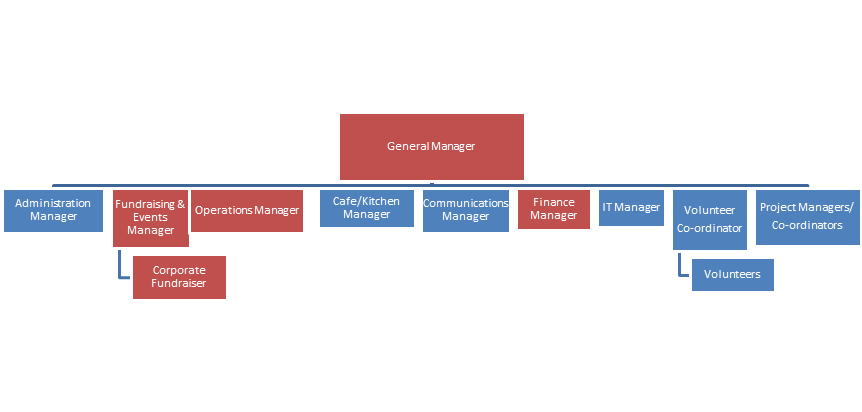 General Manager
Administration
Manager
Fundraising &
Events
Manager
Operations Manager
Cafe/Kitchen
Manager
Communications
Manager
Finance
Manager
IT Manager
Volunteer
Co-ordinator
Project Managers/
Co-ordinators
Corporate
Fundraiser
Volunteers